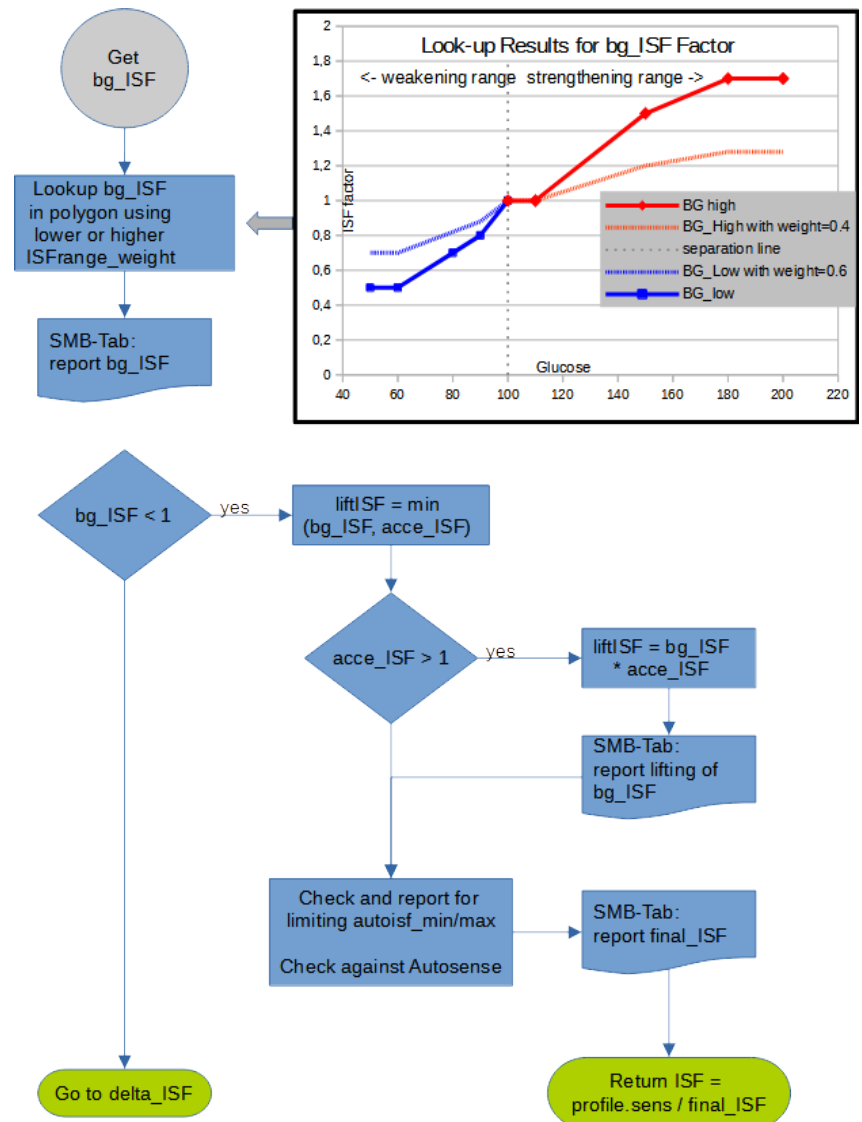 Get
bg_ISF
Lookup bg_ISF
in polygon using
lower or higher
ISFrange_weight
SMB-Tab:
report bg_ISF
Look-up Results for bg_ISF Factor
<- weakening range strengthening range ->
ISF factor
2
1,8
1,6
1,4
1,2
1
0,8
0,6
0,4
0,2
0
BG high
BG_High with weight=0.4
separation line
BG_Low with weight=0.6
BG_low
Glucose
40 60 80 100 120 140 160 180 200 220
bg_ISF < 1
yes
liftISF = min
(bg_ISF, acce_ISF)
acce_ISF > 1
yes
liftISF = bg_ISF
* acce_ISF
SMB-Tab:
report lifting of
bg_ISF
Check and report for
limiting autoisf_min/max
Check against Autosense
SMB-Tab:
report final_ISF
Go to delta_ISF
Return ISF =
profile.sens / final_ISF